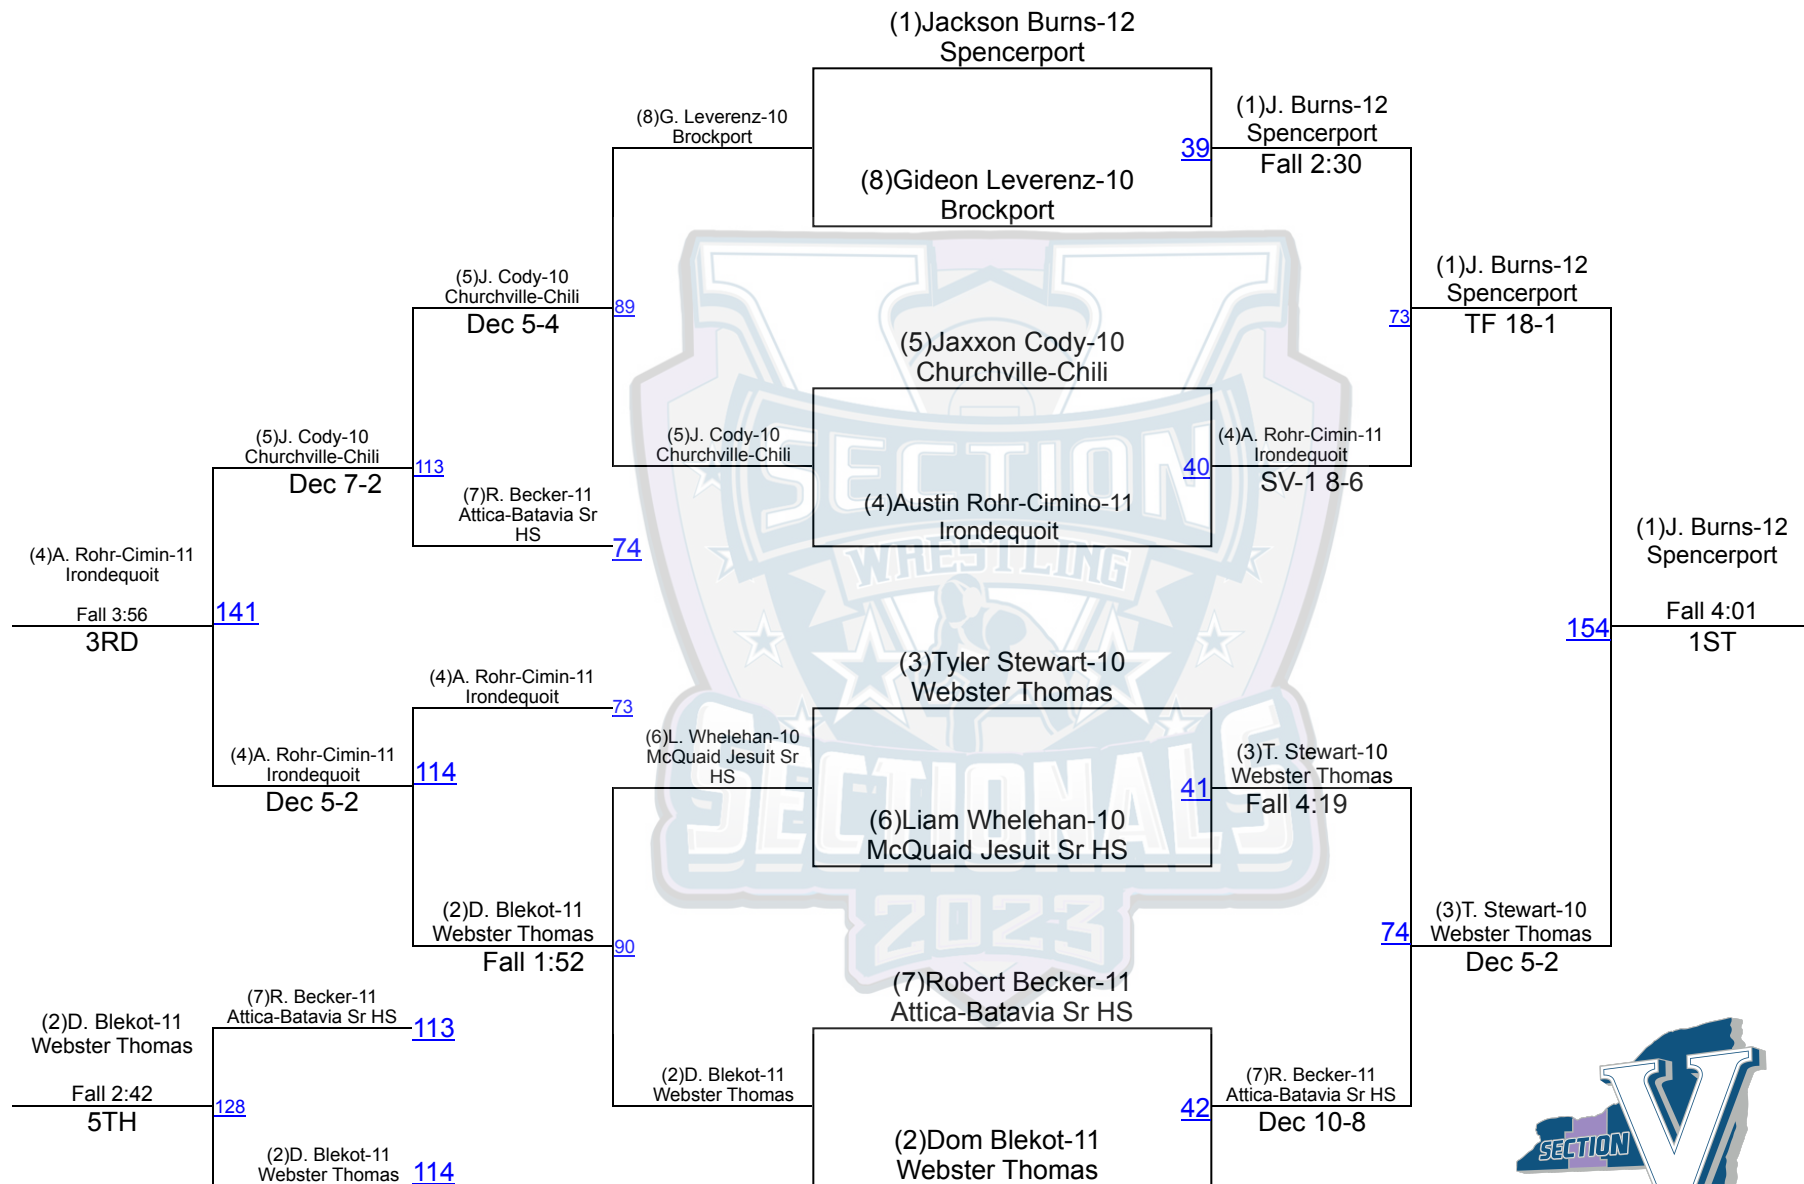 (1)Jackson Burns-12
Spencerport
(8)G. Leverenz-10
Brockport
39
(1)J. Burns-12
Spencerport
Fall 2:30
(8)Gideon Leverenz-10
Brockport
(5)J. Cody-10
Churchville-Chili
Dec 5-4
89
(1)J. Burns-12
Spencerport
TF 18-1
73
(5)Jaxxon Cody-10
Churchville-Chili
(5)J. Cody-10
Churchville-Chili
Dec 7-2
113
(5)J. Cody-10
Churchville-Chili
40
(4)A. Rohr-Cimin-11
Irondequoit
SV-1 8-6
(7)R. Becker-11
Attica-Batavia Sr
HS
74
(4)Austin Rohr-Cimino-11
Irondequoit
SECTION
WRESTLING
SECTIONALS
2023
(4)A. Rohr-Cimin-11
Irondequoit
Fall 3:56
3RD
141
(1)J. Burns-12
Spencerport
Fall 4:01
1ST
154
(4)A. Rohr-Cimin-11
Irondequoit
73
(3)Tyler Stewart-10
Webster Thomas
(4)A. Rohr-Cimin-11
Irondequoit
Dec 5-2
114
(6)L. Whelehan-10
McQuaid Jesuit Sr
HS
41
(3)T. Stewart-10
Webster Thomas
Fall 4:19
(6)Liam Whelehan-10
McQuaid Jesuit Sr HS
(2)D. Blekot-11
Webster Thomas
Fall 1:52
90
74
(3)T. Stewart-10
Webster Thomas
Dec 5-2
(7)Robert Becker-11
Attica-Batavia Sr HS
(2)D. Blekot-11
Webster Thomas
Fall 2:42
5TH
(7)R. Becker-11
Attica-Batavia Sr HS
113
128
(2)D. Blekot-11
Webster Thomas
42
(7)R. Becker-11
Attica-Batavia Sr HS
Dec 10-8
(2)Dom Blekot-11
Webster Thomas
(2)D. Blekot-11
Webster Thomas
114
SECTION
V